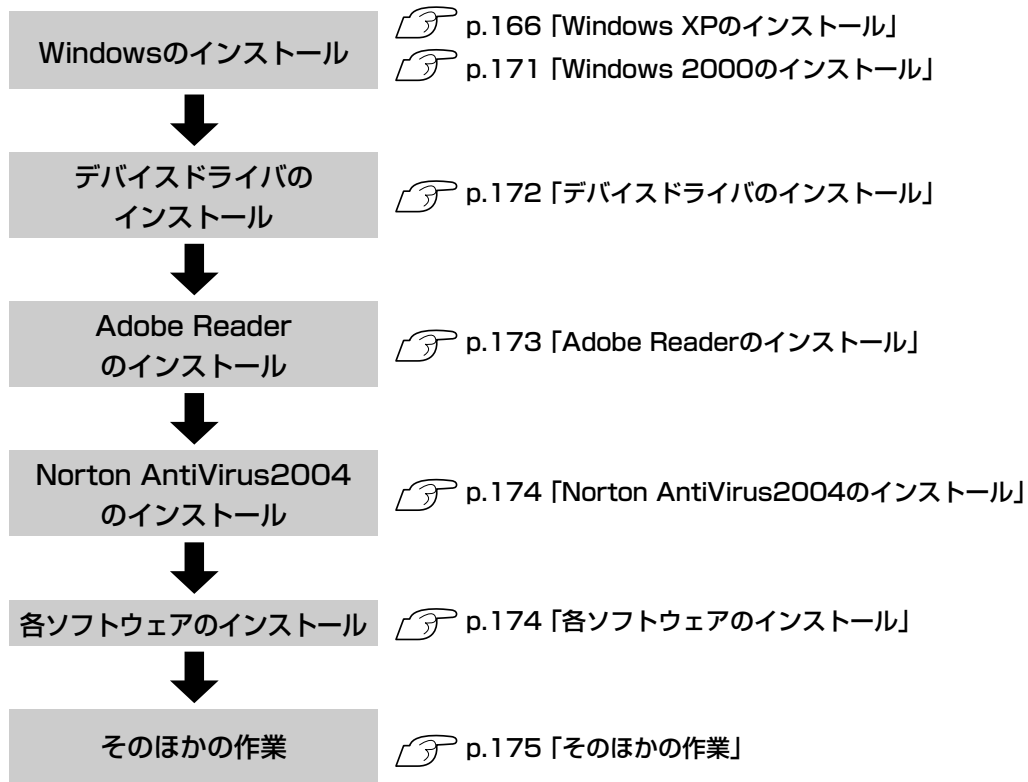 Windowsのインストール
p.166「Windows XPのインストール」
p.171「Windows 2000のインストール」
デバイスドライバの
インストール
p.172「デバイスドライバのインストール」
Adobe Reader
のインストール
p.173「Adobe Readerのインストール」
Norton AntiVirus2004
のインストール
p.174「Norton AntiVirus2004のインストール」
各ソフトウェアのインストール
p.174「各ソフトウェアのインストール」
そのほかの作業
p.175「そのほかの作業」